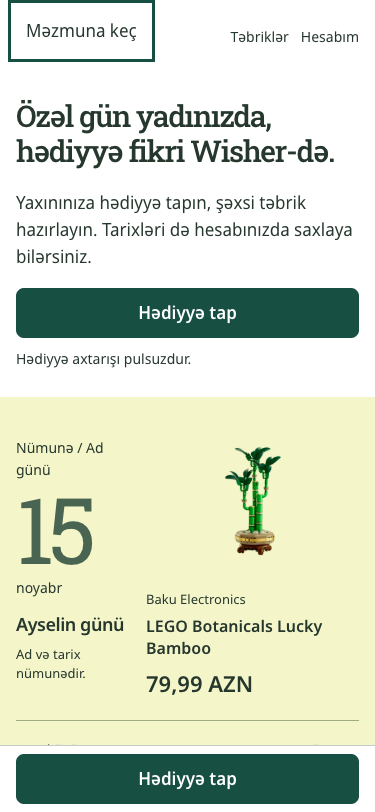 Məzmuna keç
Təbriklər Hesabım
Özəl gün yadınızda,
hədiyyə fikri Wisher-də.
Yaxınınıza hədiyyə tapın, şəxsi təbrik
hazırlayın. Tarixləri də hesabınızda saxlaya
bilərsiniz.
Hədiyyə tap
Hədiyyə axtarışı pulsuzdur.
Nümunə / Ad
günü
15
noyabr
Ayselin günü
Ad və tarix
nümunədir.
Baku Electronics
LEGO Botanicals Lucky
Bamboo
79,99 AZN
Hədiyyə tap